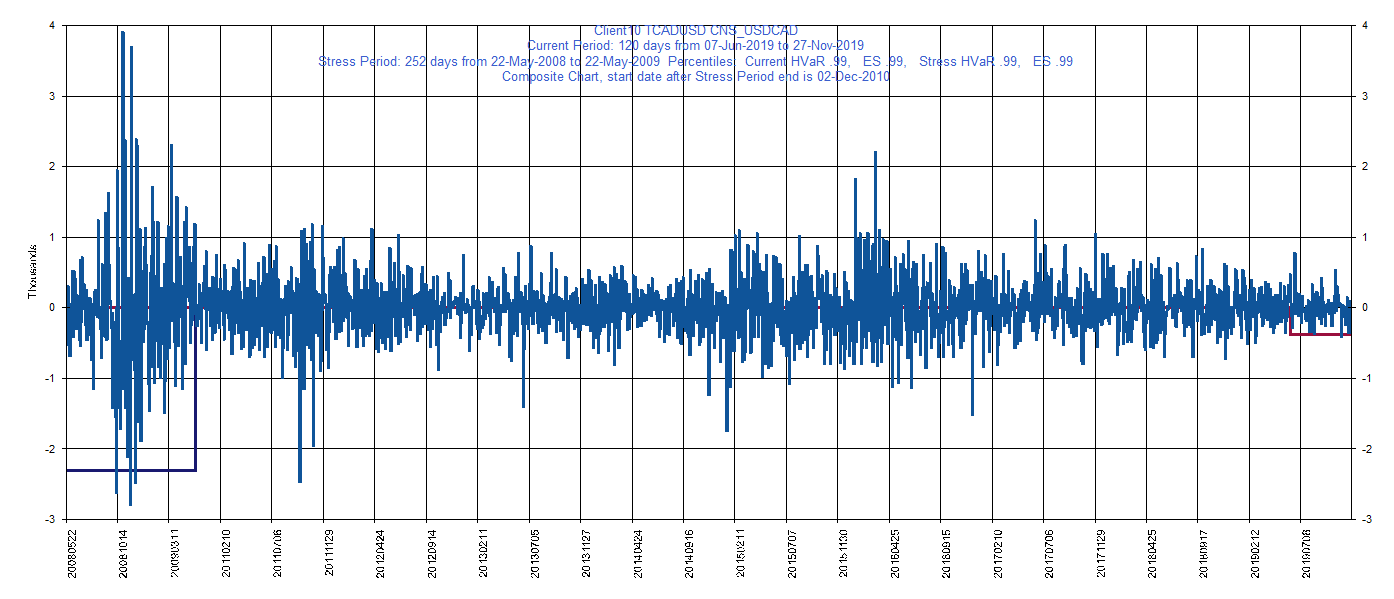 Client10 TCADUSD CNS_USDCAD
Current Period: 120 days from 07-Jun-2019 to 27-Nov-2019
Stress Period: 252 days from 22-May-2008 to 22-May-2009 Percentiles: Current HVaR .99, ES .99, Stress HVaR .99, ES .99
Composite Chart, start date after Stress Period end is 02-Dec-2010
4 4
3 3
2 2
1 1
Thousands
0 0
-1 -1
-2 -2
-3 -3
20080522 20081014 20090311 20110210 20110706 20111129 20120424 20120914 20130211 20130705 20131127 20140424 20140916 20150211 20150707 20151130 20160425 20160915 20170210 20170706 20171129 20180425 20180917 20190212 20190708